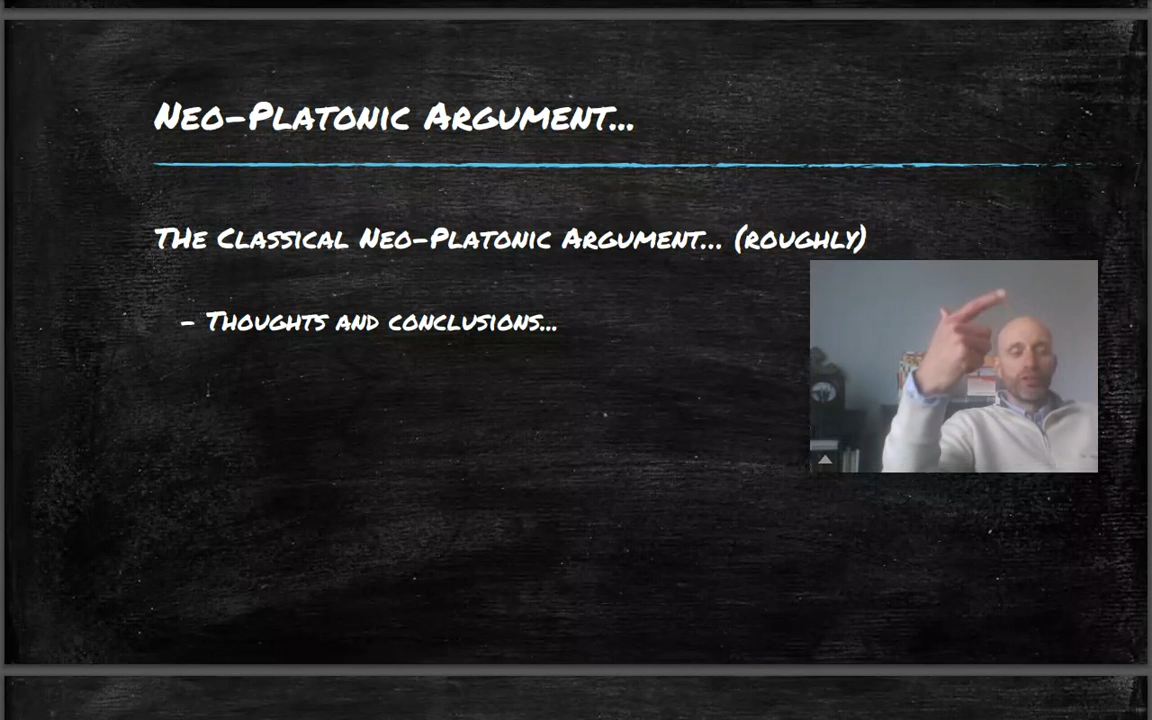 Neo-Platonic Argument...
THe Classical Neo-Platonic Argument... (roughly)
- Thoughts and conclusions...